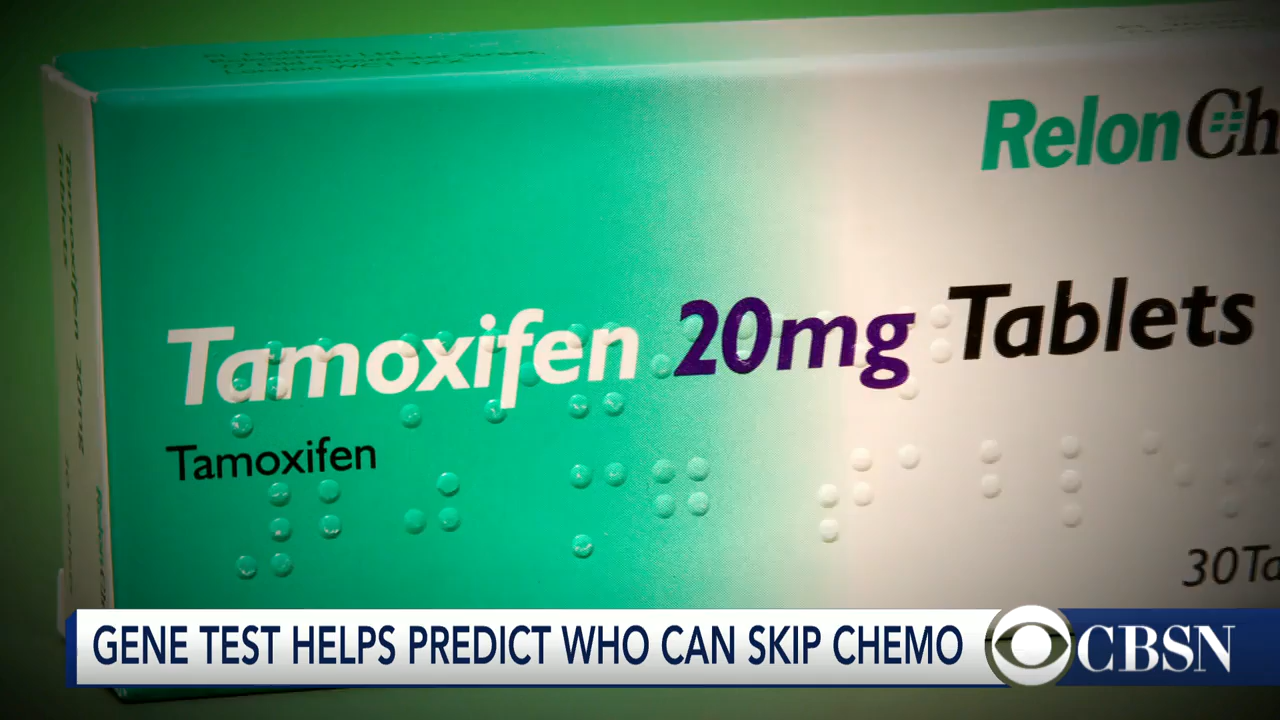 RelonCh
Tamoxifen 20mg Tablets
Tamoxifen
30Ta
GENE TEST HELPS PREDICT WHO CAN SKIP CHEMO
CBSN